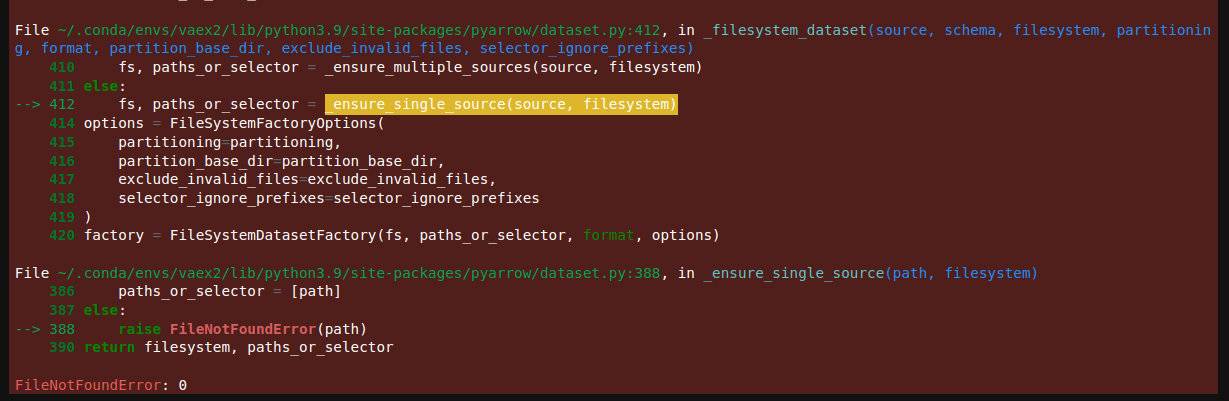 File ~/.conda/envs/vaex2/lib/python3.9/site-packages/pyarrow/dataset.py:412, in _filesystem_dataset(source, schema, filesystem, partitionin
g, format, partition_base_dir, exclude_invalid_files, selector_ignore_prefixes)
    410     fs, paths_or_selector = _ensure_multiple_sources(source, filesystem)
    411 else:
--> 412     fs, paths_or_selector = _ensure_single_source(source, filesystem)
    414 options = FileSystemFactoryOptions(
    415     partitioning=partitioning,
    416     partition_base_dir=partition_base_dir,
    417     exclude_invalid_files=exclude_invalid_files,
    418     selector_ignore_prefixes=selector_ignore_prefixes
    419 )
    420 factory = FileSystemDatasetFactory(fs, paths_or_selector, format, options)
File ~/.conda/envs/vaex2/lib/python3.9/site-packages/pyarrow/dataset.py:388, in _ensure_single_source(path, filesystem)
    386     paths_or_selector = [path]
    387 else:
--> 388     raise FileNotFoundError(path)
    390 return filesystem, paths_or_selector
FileNotFoundError: 0